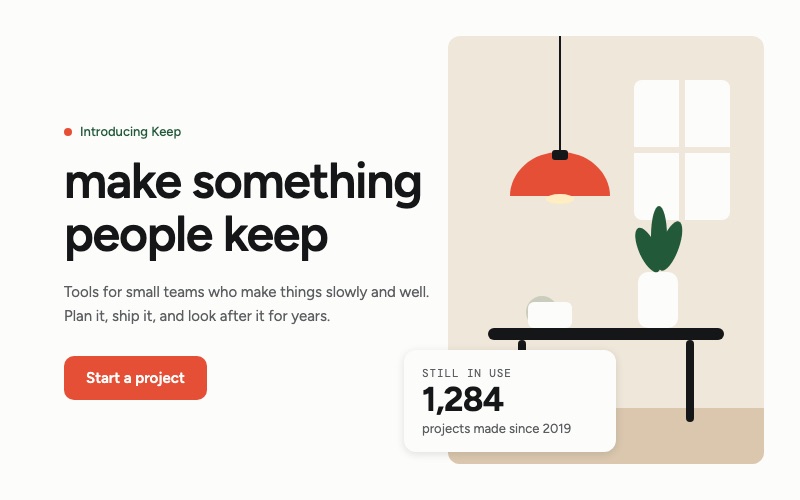 Introducing Keep
make something
people keep
Tools for small teams who make things slowly and well.
Plan it, ship it, and look after it for years.
Start a project
STILL IN USE
1,284
projects made since 2019